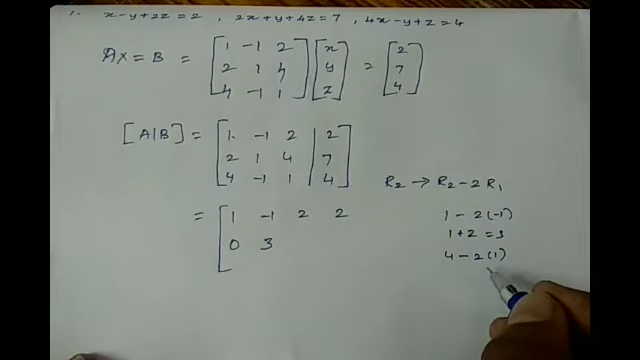 1. x-y+2z=2 , 2x+y+4z=7 , 4x-y+z=4
AX = B = [ 1 -1 2 ] [ x ] = [ 2 ]
2 1 4 y 7
4 -1 1 z 4
[A|B] = [ 1 -1 2 | 2 ]
2 1 4 | 7
4 -1 1 | 4
R2 → R2 - 2R1
= [ 1 -1 2 2
0 3
1 - 2(-1)
1+2 = 3
4 - 2(1)